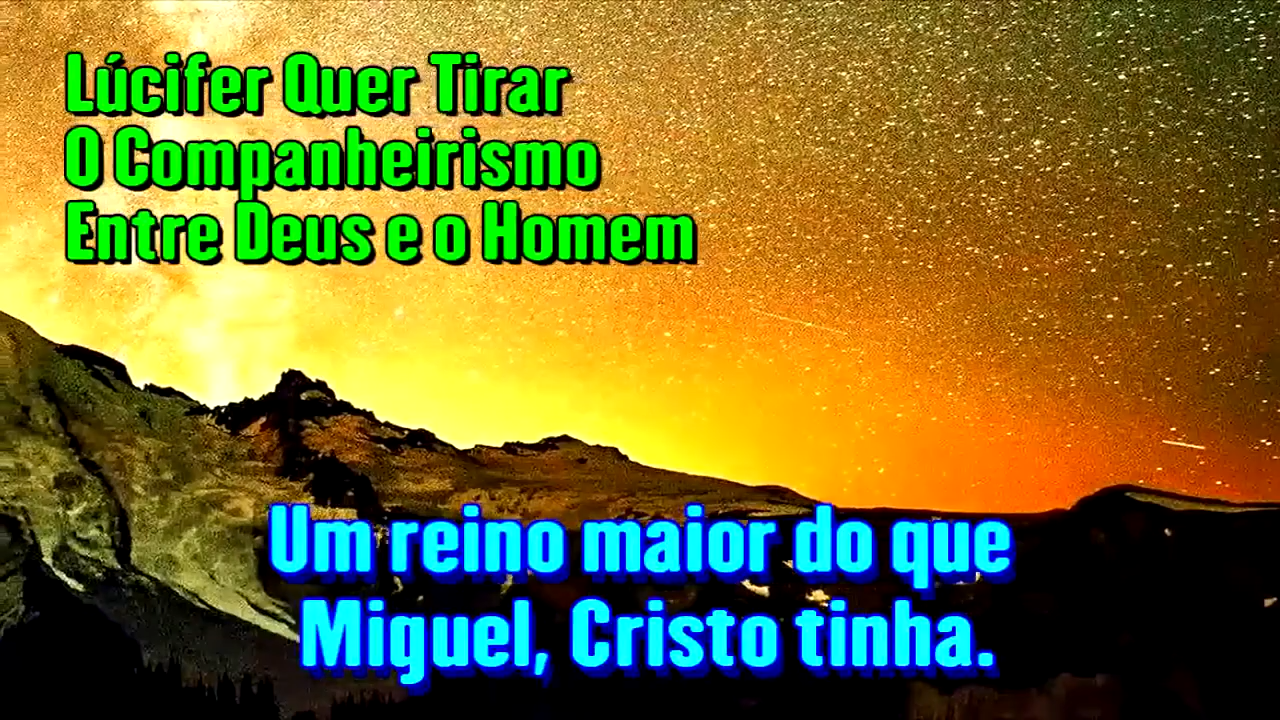 Lúcifer Quer Tirar
O Companheirismo
Entre Deus e o Homem
Um reino maior do que
Miguel, Cristo tinha.